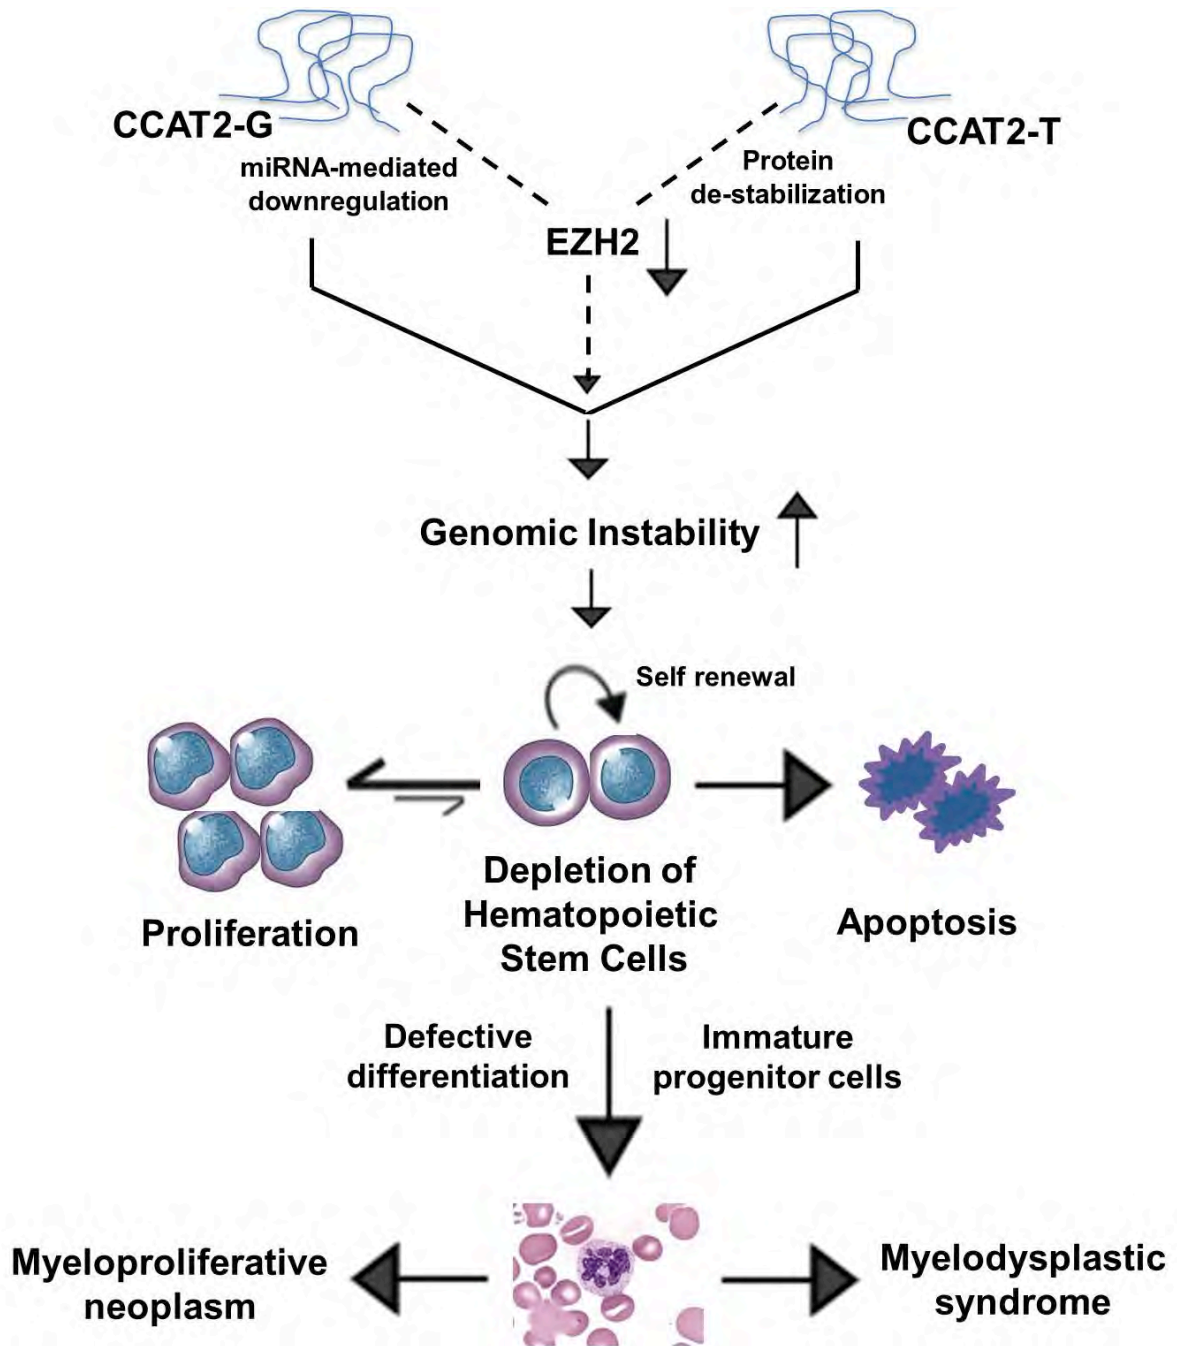 CCAT2-G
CCAT2-T
miRNA-mediated
downregulation
Protein
de-stabilization
EZH2
Genomic Instability
Self renewal
Proliferation
Depletion of
Hematopoietic
Stem Cells
Apoptosis
Defective
differentiation
Immature
progenitor cells
Myeloproliferative
neoplasm
Myelodysplastic
syndrome